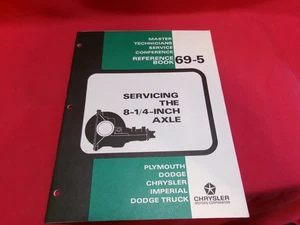 MASTER
TECHNICIANS
SERVICE
CONFERENCE
REFERENCE
BOOK
69-5
SERVICING
THE
8-1/4-INCH
AXLE
PLYMOUTH
DODGE
CHRYSLER
IMPERIAL
DODGE TRUCK
CHRYSLER
MOTORS CORPORATION